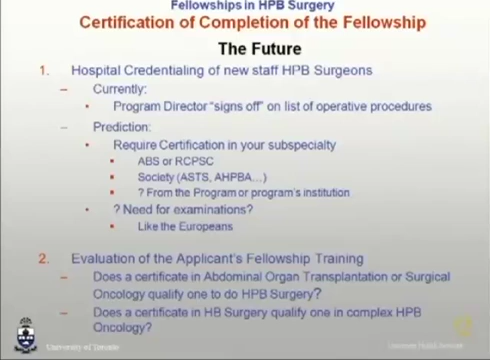 Fellowships in HPB Surgery
Certification of Completion of the Fellowship
The Future
1. Hospital Credentialing of new staff HPB Surgeons
– Currently:
• Program Director "signs off" on list of operative procedures
– Prediction:
• Require Certification in your subspecialty
▪ ABS or RCPSC
▪ Society (ASTS, AHPBA…)
▪ ? From the Program or program's institution
• ? Need for examinations?
▪ Like the Europeans
2. Evaluation of the Applicant's Fellowship Training
– Does a certificate in Abdominal Organ Transplantation or Surgical
Oncology qualify one to do HPB Surgery?
– Does a certificate in HB Surgery qualify one in complex HPB
Oncology?
University of Toronto